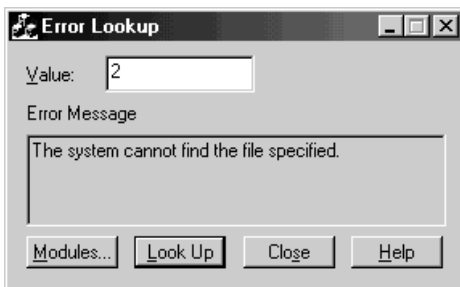 Error Lookup
Value: 2
Error Message
The system cannot find the file specified.
Modules... Look Up Close Help